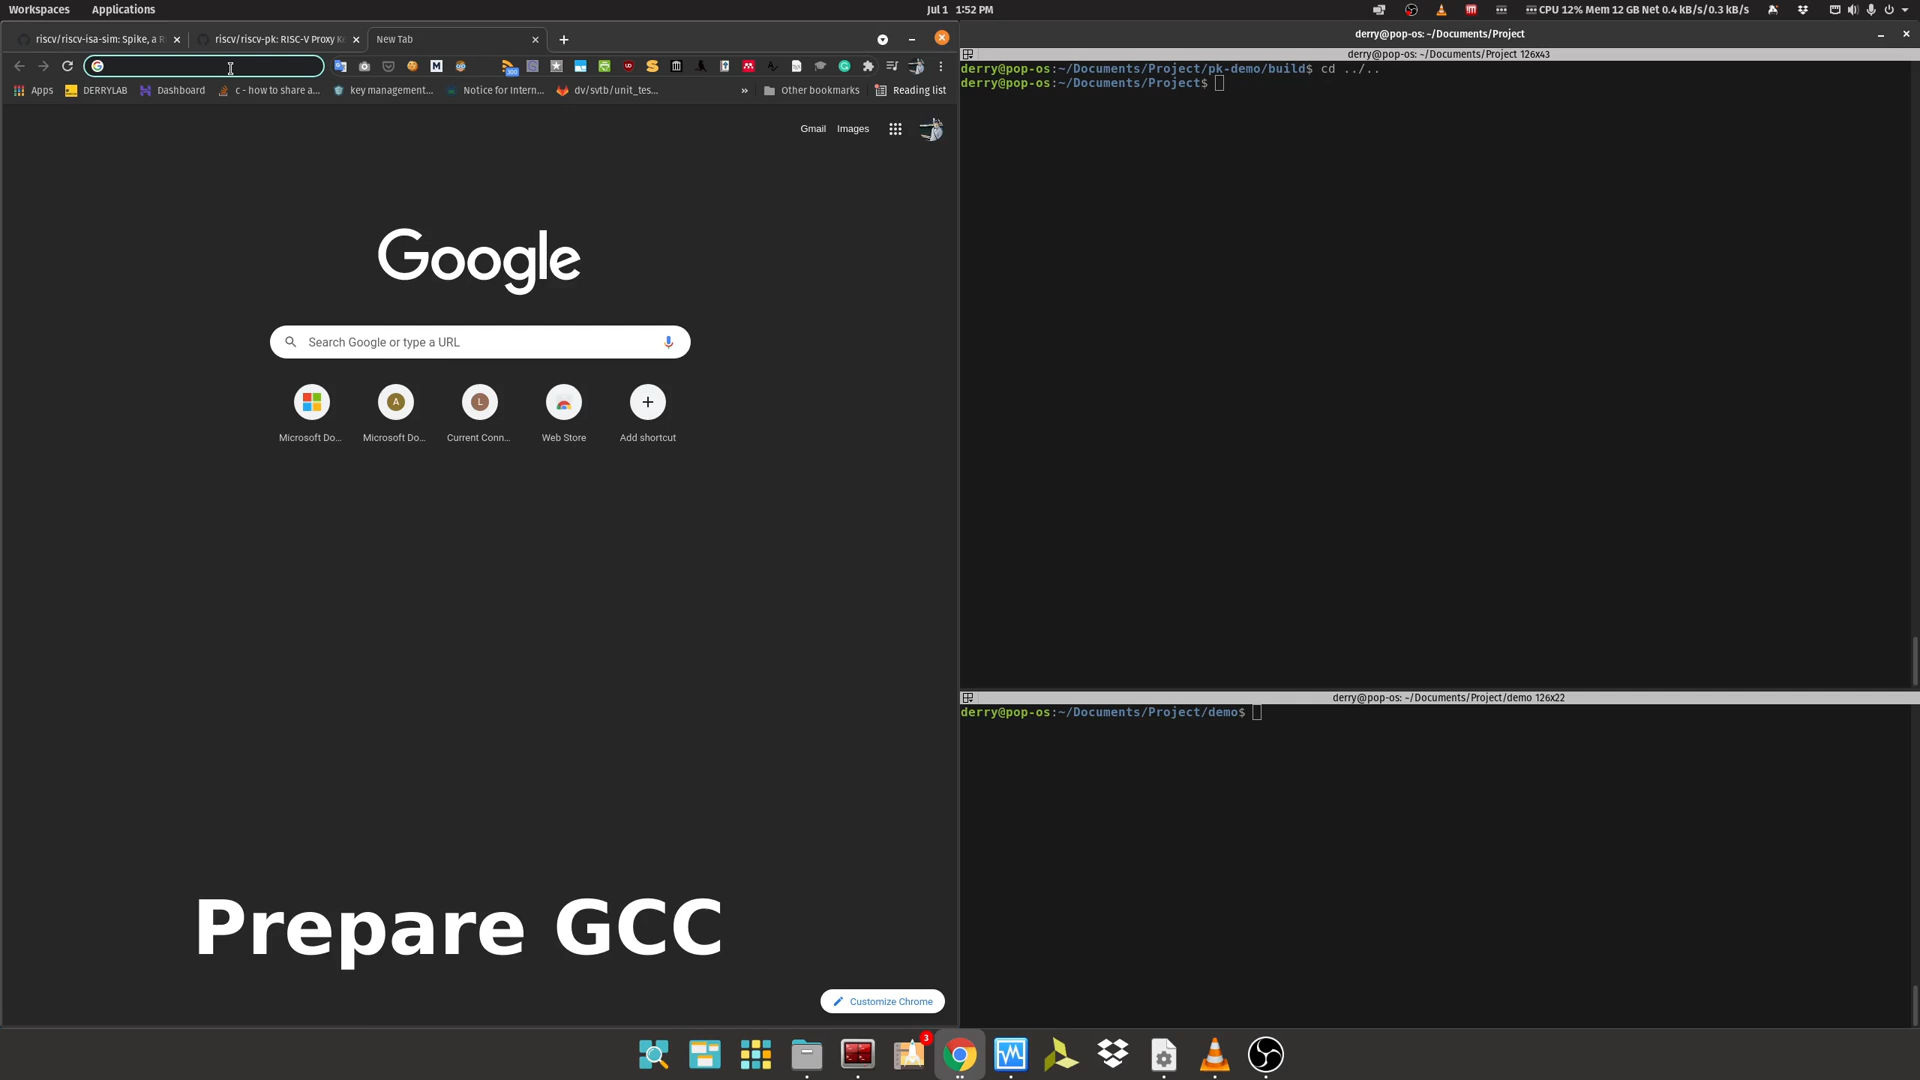 Workspaces Applications Jul 1 1:52 PM CPU 12% Mem 12 GB Net 0.4 kB/s/0.3 kB/s
riscv/riscv-isa-sim: Spike, a R riscv/riscv-pk: RISC-V Proxy K New Tab
Apps DERRYLAB Dashboard c - how to share a... key management... Notice for Intern... dv/svtb/unit_tes... » Other bookmarks Reading list
Gmail Images
Google
Search Google or type a URL
Microsoft Do... Microsoft Do... Current Conn... Web Store Add shortcut
Prepare GCC
Customize Chrome
derry@pop-os: ~/Documents/Project
derry@pop-os: ~/Documents/Project 126x43
derry@pop-os:~/Documents/Project/pk-demo/build$ cd ../..
derry@pop-os:~/Documents/Project$
derry@pop-os: ~/Documents/Project/demo 126x22
derry@pop-os:~/Documents/Project/demo$
3